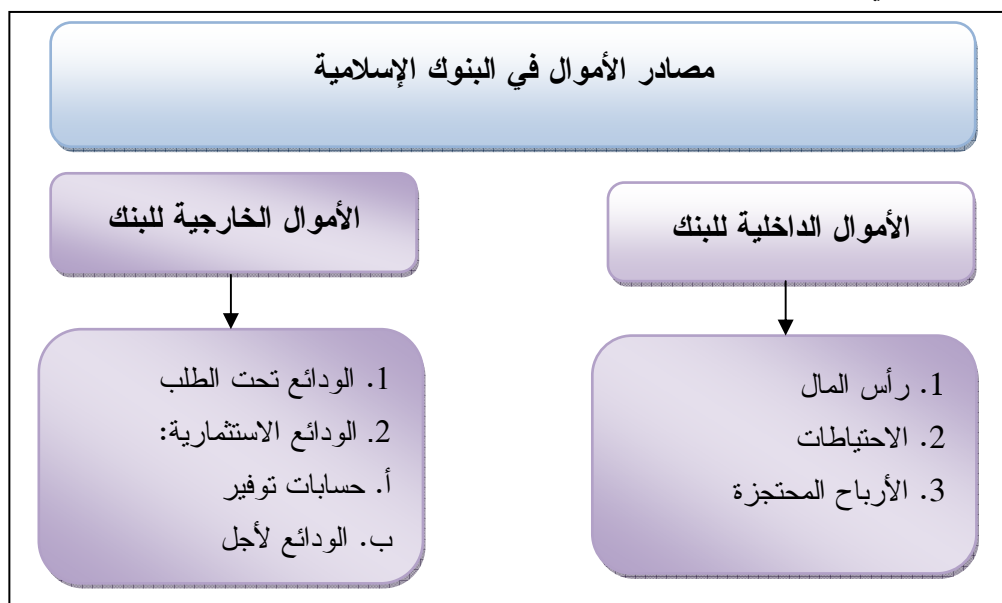 مصادر الأموال في البنوك الإسلامية
الأموال الداخلية للبنك
1. رأس المال
2. الاحتياطات
3. الأرباح المحتجزة
الأموال الخارجية للبنك
1. الودائع تحت الطلب
2. الودائع الاستثمارية:
أ. حسابات توفير
ب. الودائع لأجل